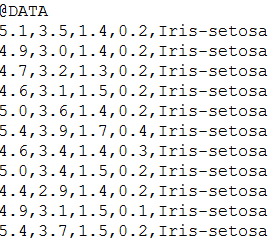 @DATA
5.1,3.5,1.4,0.2,Iris-setosa
4.9,3.0,1.4,0.2,Iris-setosa
4.7,3.2,1.3,0.2,Iris-setosa
4.6,3.1,1.5,0.2,Iris-setosa
5.0,3.6,1.4,0.2,Iris-setosa
5.4,3.9,1.7,0.4,Iris-setosa
4.6,3.4,1.4,0.3,Iris-setosa
5.0,3.4,1.5,0.2,Iris-setosa
4.4,2.9,1.4,0.2,Iris-setosa
4.9,3.1,1.5,0.1,Iris-setosa
5.4,3.7,1.5,0.2,Iris-setosa